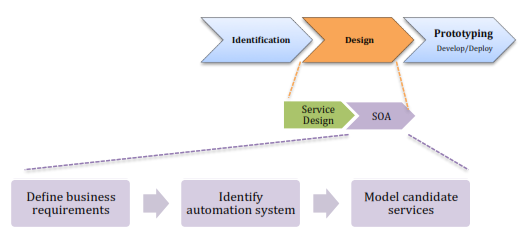 Identification
Design
Prototyping
Develop/Deploy
Service
Design
SOA
Define business
requirements
Identify
automation system
Model candidate
services